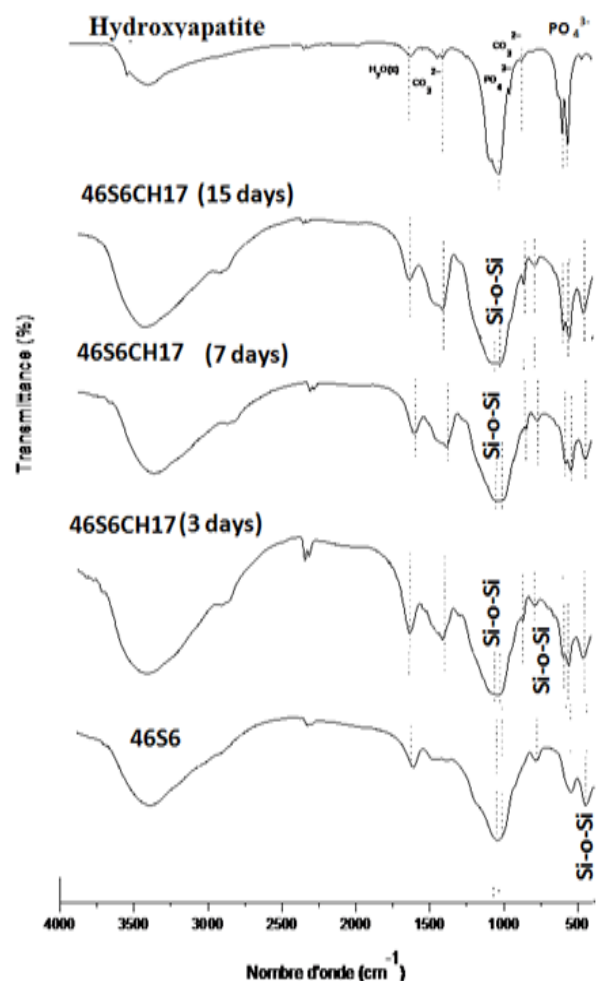 Hydroxyapatite
PO₄³⁻
CO₃²⁻
H₂O(s)
CO₃²⁻
PO₄³⁻
46S6CH17 (15 days)
Si-o-Si
46S6CH17 (7 days)
Si-o-Si
46S6CH17 (3 days)
Si-o-Si
Si-o-Si
46S6
Si-o-Si
Transmittance (%)
4000 3500 3000 2500 2000 1500 1000 500
Nombre d'onde (cm⁻¹)